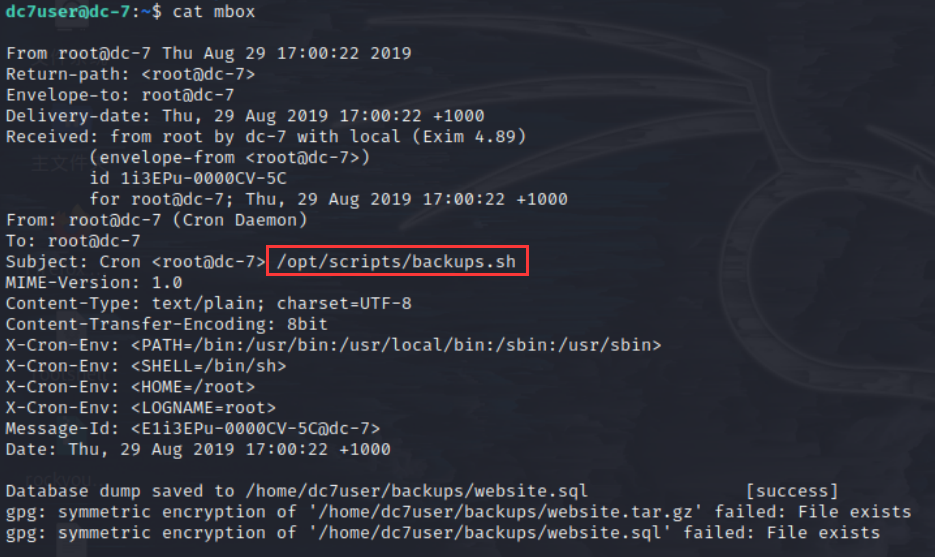 dc7user@dc-7:~$ cat mbox
From root@dc-7 Thu Aug 29 17:00:22 2019
Return-path: <root@dc-7>
Envelope-to: root@dc-7
Delivery-date: Thu, 29 Aug 2019 17:00:22 +1000
Received: from root by dc-7 with local (Exim 4.89)
(envelope-from <root@dc-7>)
id 1i3EPu-0000CV-5C
for root@dc-7; Thu, 29 Aug 2019 17:00:22 +1000
From: root@dc-7 (Cron Daemon)
To: root@dc-7
Subject: Cron <root@dc-7> /opt/scripts/backups.sh
MIME-Version: 1.0
Content-Type: text/plain; charset=UTF-8
Content-Transfer-Encoding: 8bit
X-Cron-Env: <PATH=/bin:/usr/bin:/usr/local/bin:/sbin:/usr/sbin>
X-Cron-Env: <SHELL=/bin/sh>
X-Cron-Env: <HOME=/root>
X-Cron-Env: <LOGNAME=root>
Message-Id: <E1i3EPu-0000CV-5C@dc-7>
Date: Thu, 29 Aug 2019 17:00:22 +1000
Database dump saved to /home/dc7user/backups/website.sql [success]
gpg: symmetric encryption of '/home/dc7user/backups/website.tar.gz' failed: File exists
gpg: symmetric encryption of '/home/dc7user/backups/website.sql' failed: File exists